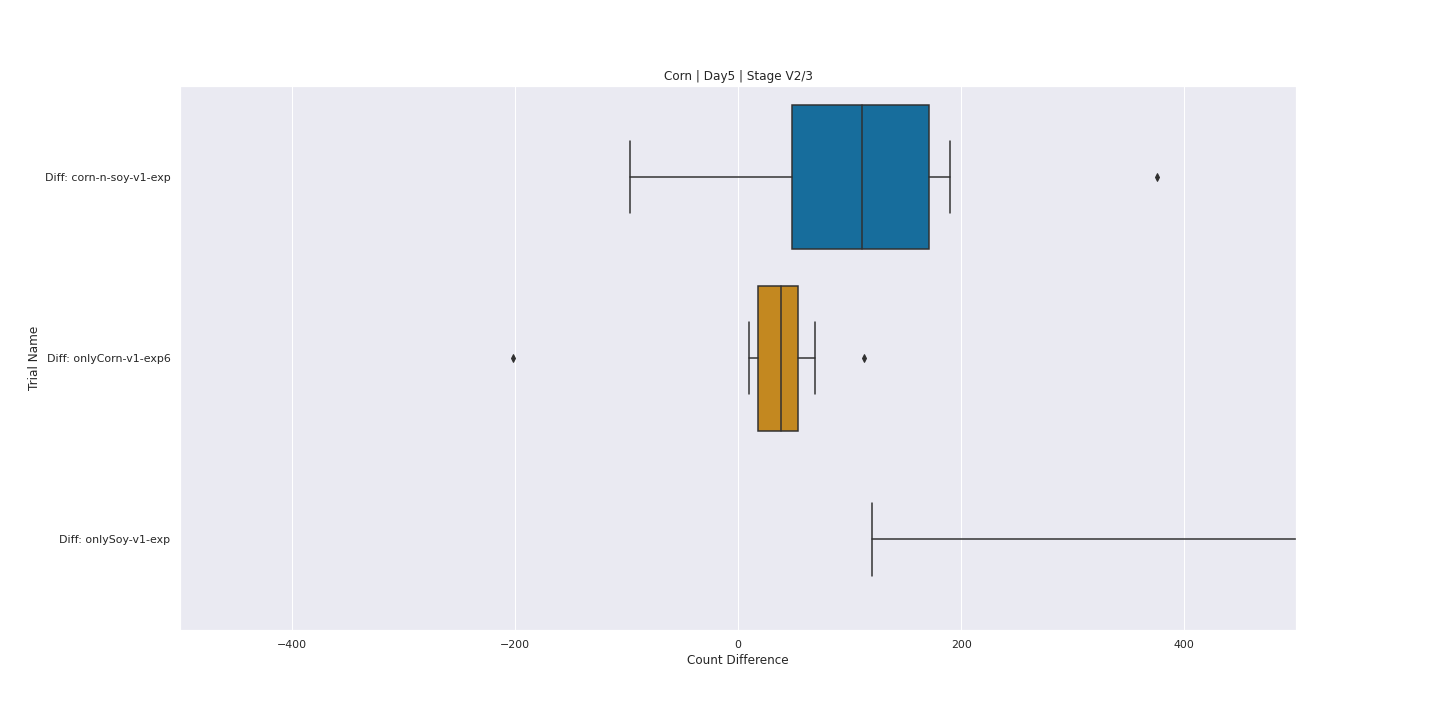 Corn | Day5 | Stage V2/3
Trial Name
Diff: corn-n-soy-v1-exp
Diff: onlyCorn-v1-exp6
Diff: onlySoy-v1-exp
−400
−200
0
200
400
Count Difference